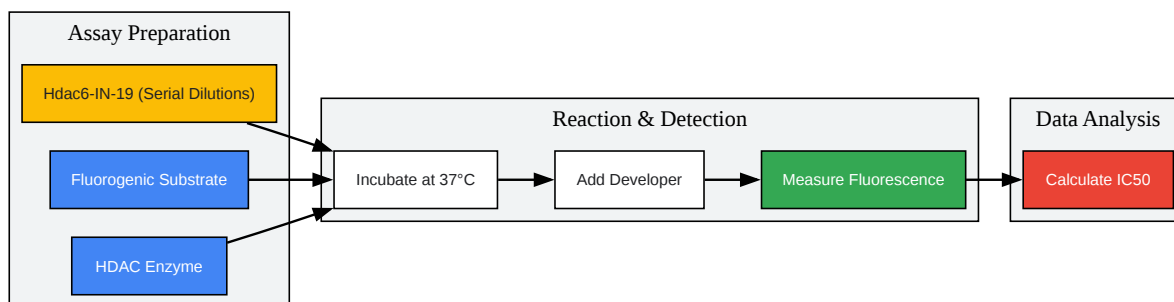 Assay Preparation
Hdac6-IN-19 (Serial Dilutions)
Fluorogenic Substrate
HDAC Enzyme
Reaction & Detection
Incubate at 37°C
Add Developer
Measure Fluorescence
Data Analysis
Calculate IC50